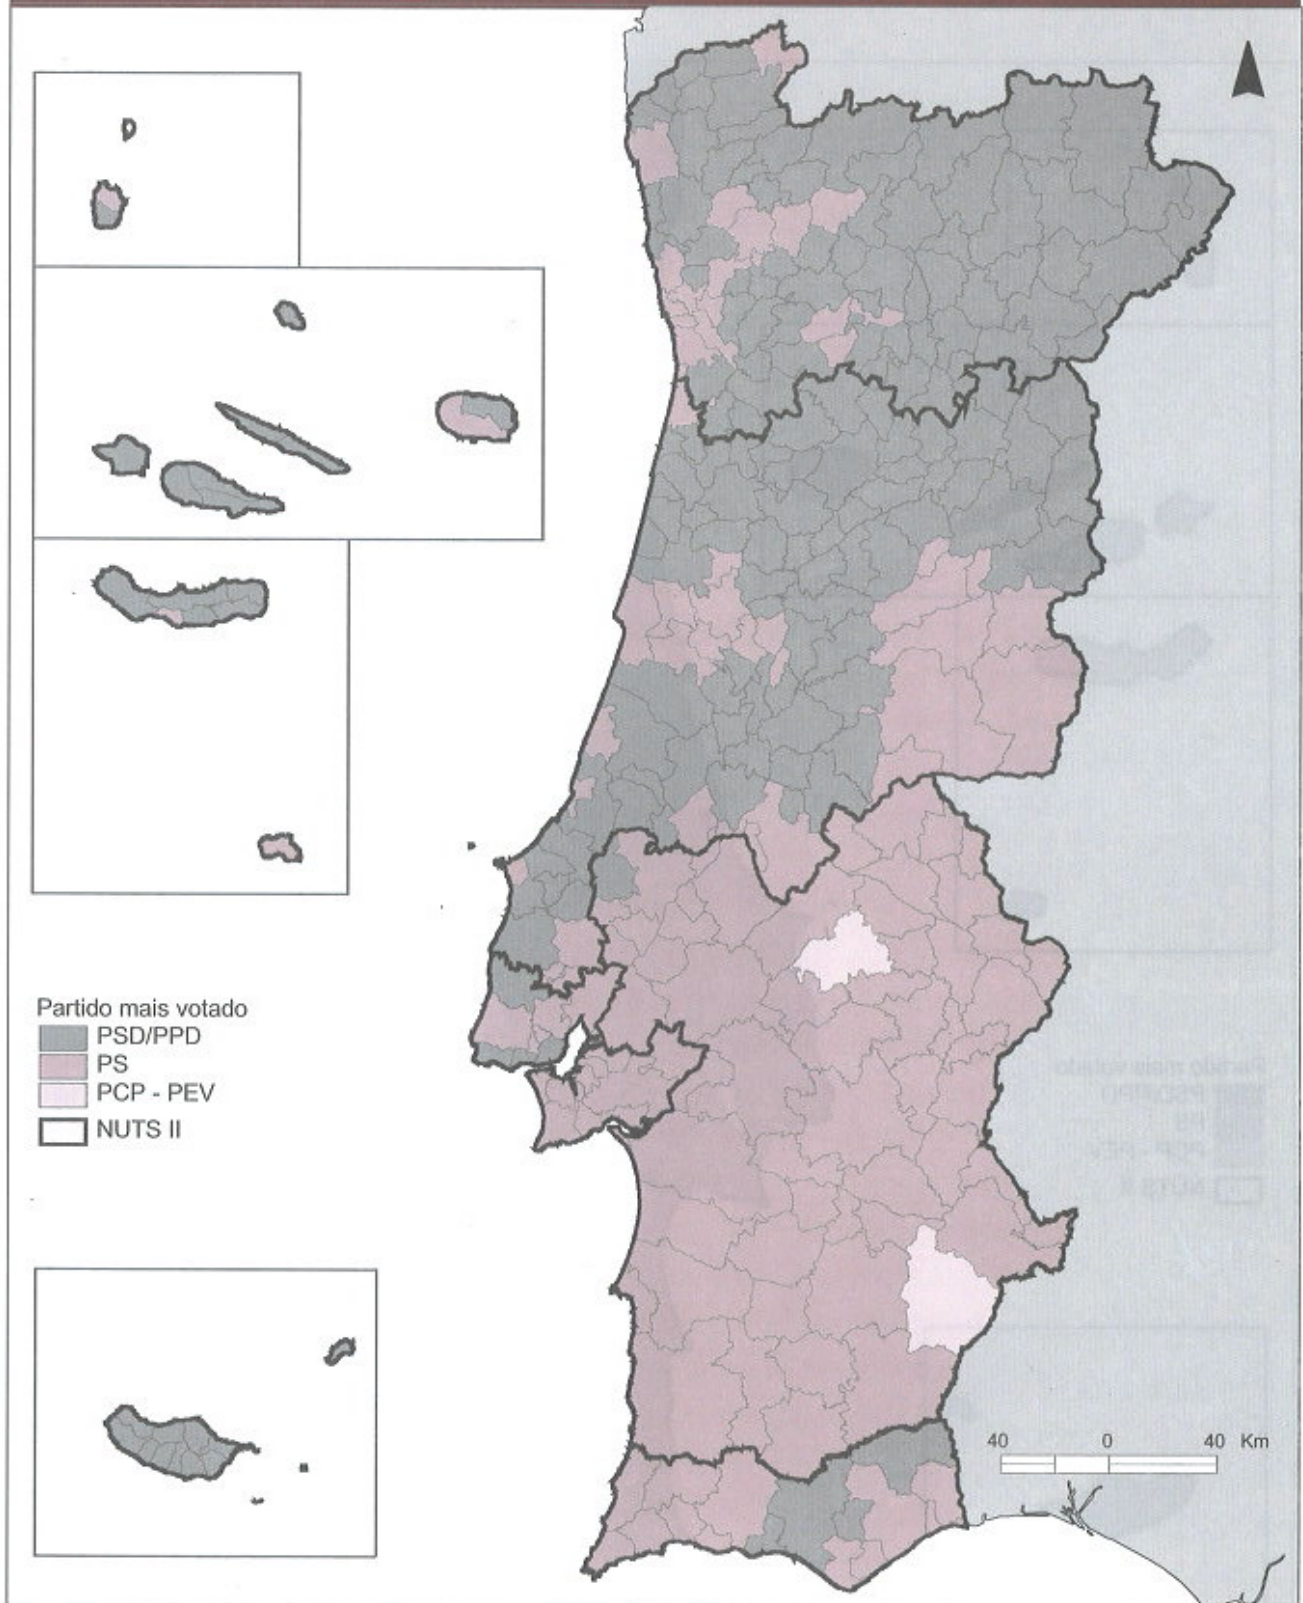 Partido mais votado
PSD/PPD
PS
PCP - PEV
NUTS II
40 0 40 Km